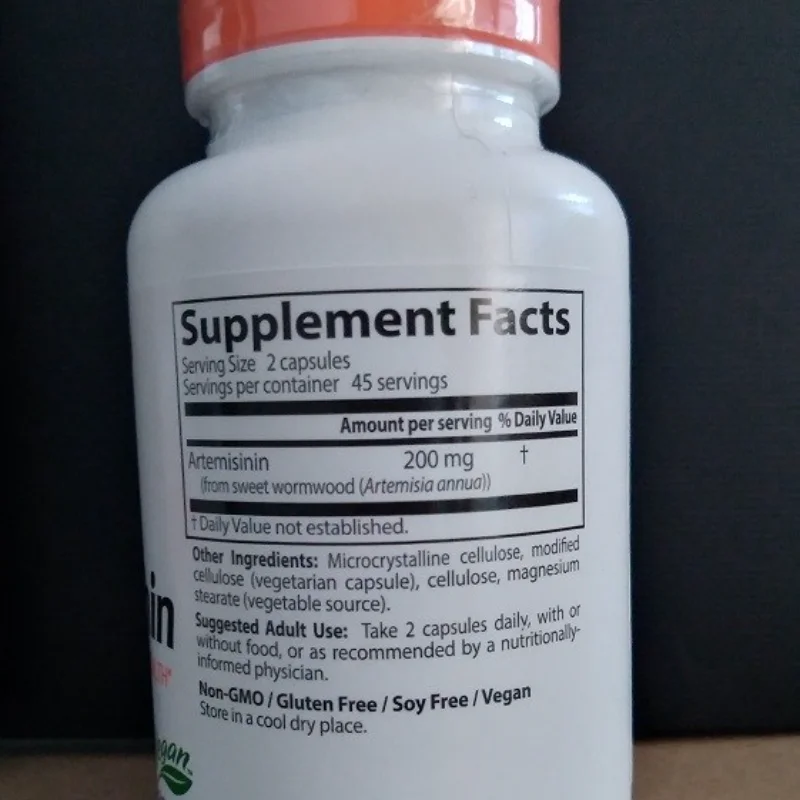 Supplement Facts
Serving Size 2 capsules
Servings per container 45 servings
Amount per serving % Daily Value
Artemisinin 200 mg †
(from sweet wormwood (Artemisia annua))
† Daily Value not established.
Other Ingredients: Microcrystalline cellulose, modified
cellulose (vegetarian capsule), cellulose, magnesium
stearate (vegetable source).
Suggested Adult Use: Take 2 capsules daily, with or
without food, or as recommended by a nutritionally-
informed physician.
Non-GMO / Gluten Free / Soy Free / Vegan
Store in a cool dry place.